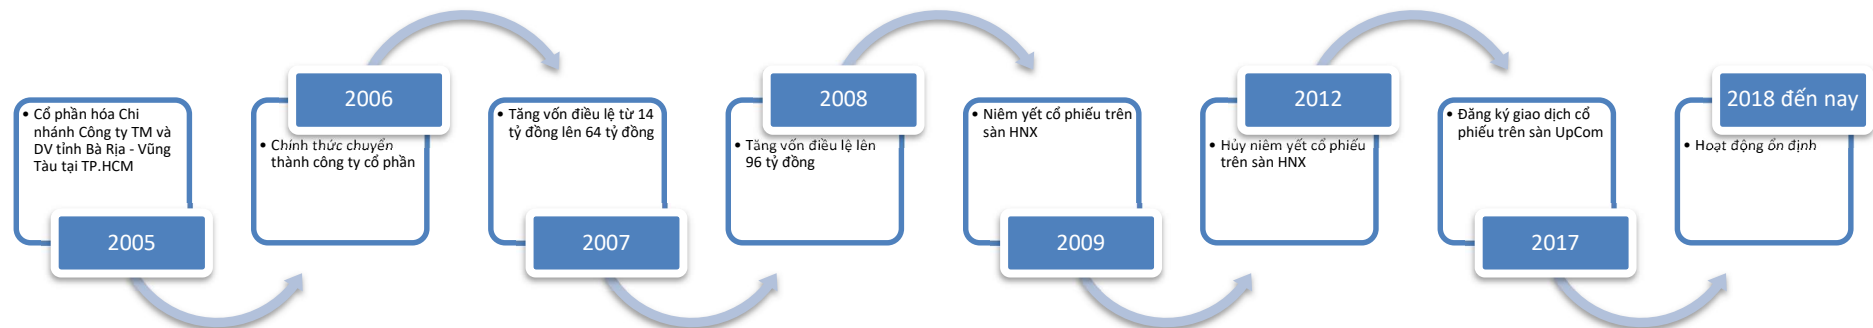 • Cổ phần hóa Chi
nhánh Công ty TM và
DV tỉnh Bà Rịa - Vũng
Tàu tại TP.HCM
2005
2006
• Chính thức chuyển
thành công ty cổ phần
• Tăng vốn điều lệ từ 14
tỷ đồng lên 64 tỷ đồng
2007
2008
• Tăng vốn điều lệ lên
96 tỷ đồng
• Niêm yết cổ phiếu trên
sàn HNX
2009
2012
• Hủy niêm yết cổ phiếu
trên sàn HNX
• Đăng ký giao dịch cổ
phiếu trên sàn UpCom
2017
2018 đến nay
• Hoạt động ổn định